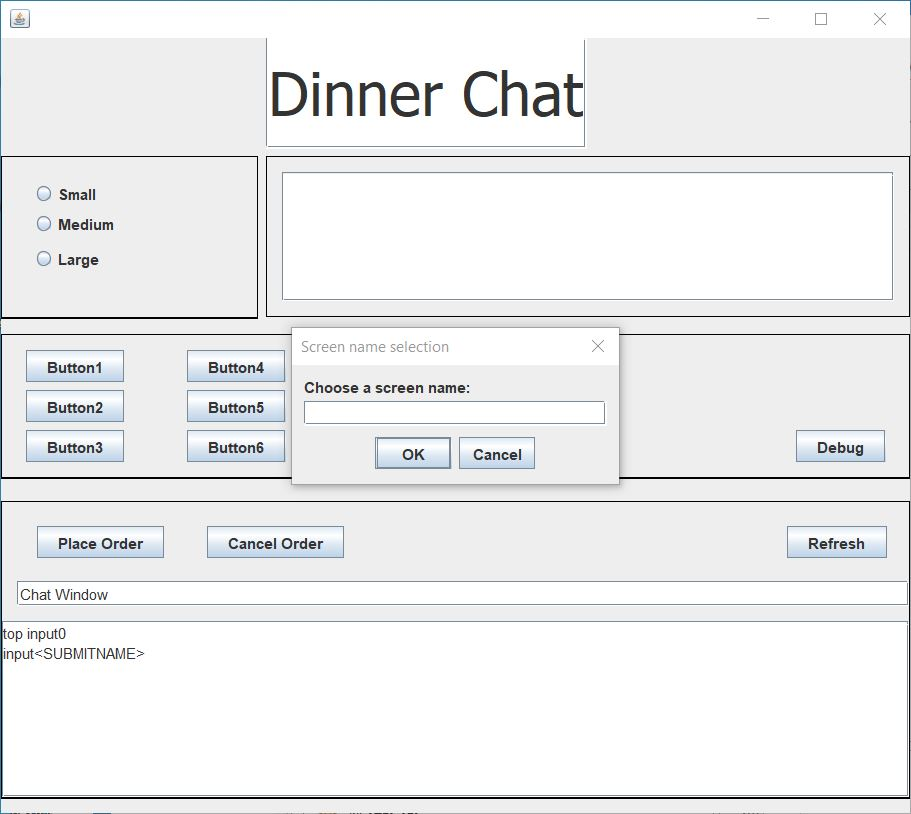 Dinner Chat
Small
Medium
Large
Screen name selection
Choose a screen name:
OK Cancel
Button1 Button4
Button2 Button5
Button3 Button6 Debug
Place Order Cancel Order Refresh
Chat Window
top input0
input<SUBMITNAME>